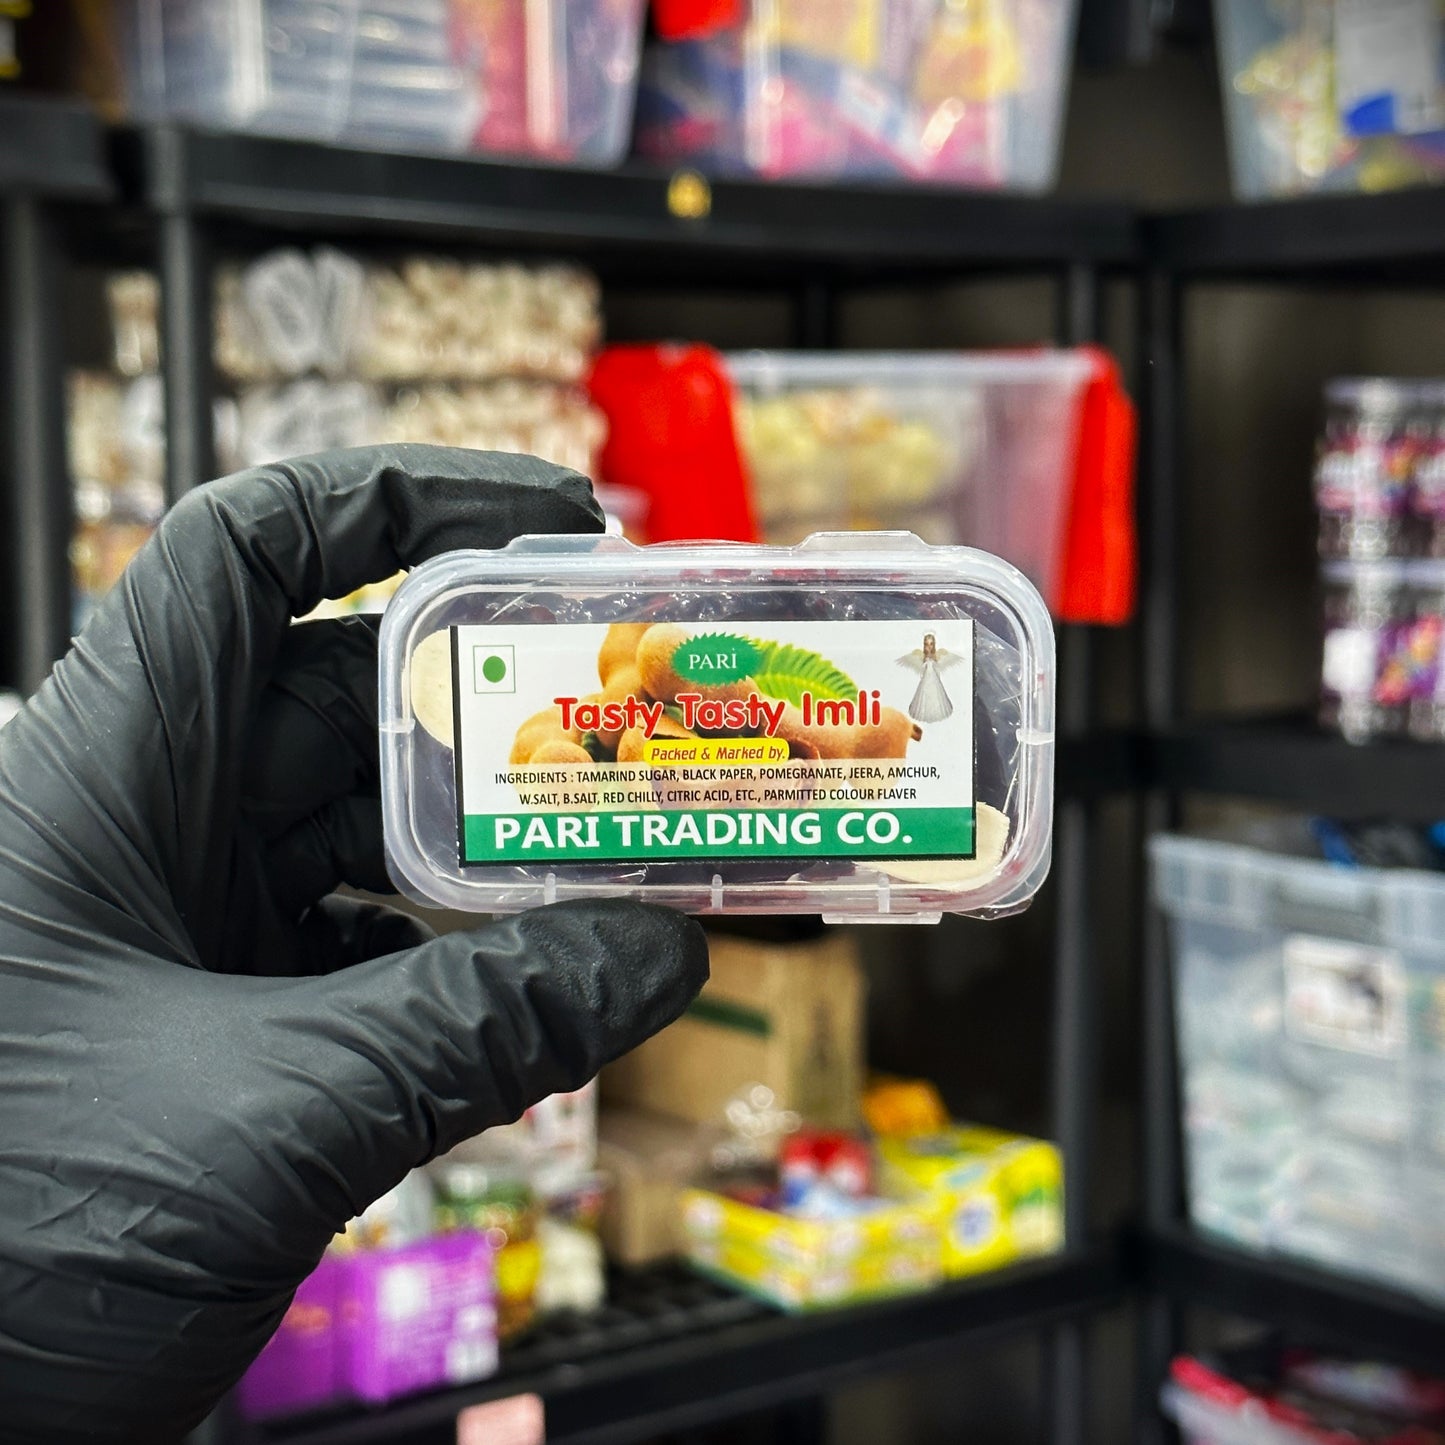 PARI
Tasty Tasty Imli
Packed & Marked by.
INGREDIENTS : TAMARIND SUGAR, BLACK PAPER, POMEGRANATE, JEERA, AMCHUR,
W.SALT, B.SALT, RED CHILLY, CITRIC ACID, ETC., PARMITTED COLOUR FLAVER
PARI TRADING CO.